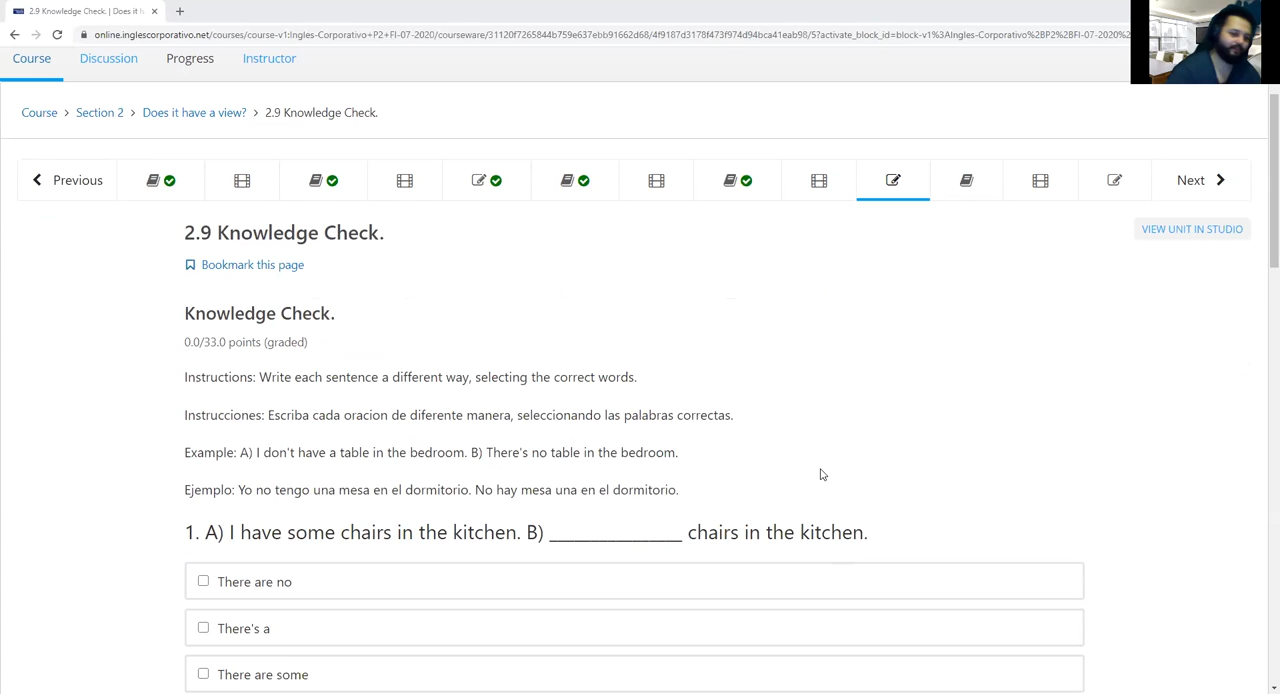 2.9 Knowledge Check. | Does it h
online.inglescorporativo.net/courses/course-v1:Ingles-Corporativo+P2+FI-07-2020/courseware/31120f7265844b759e637ebb91662d68/4f9187d3178f473f974d94bca41eab98/5?activate_block_id=block-v1%3AIngles-Corporativo%2BP2%2BFI-07-2020%2
Course Discussion Progress Instructor
Course > Section 2 > Does it have a view? > 2.9 Knowledge Check.
Previous Next
2.9 Knowledge Check.
VIEW UNIT IN STUDIO
Bookmark this page
Knowledge Check.
0.0/33.0 points (graded)
Instructions: Write each sentence a different way, selecting the correct words.
Instrucciones: Escriba cada oracion de diferente manera, seleccionando las palabras correctas.
Example: A) I don't have a table in the bedroom. B) There's no table in the bedroom.
Ejemplo: Yo no tengo una mesa en el dormitorio. No hay mesa una en el dormitorio.
1. A) I have some chairs in the kitchen. B) ________________ chairs in the kitchen.
There are no
There's a
There are some